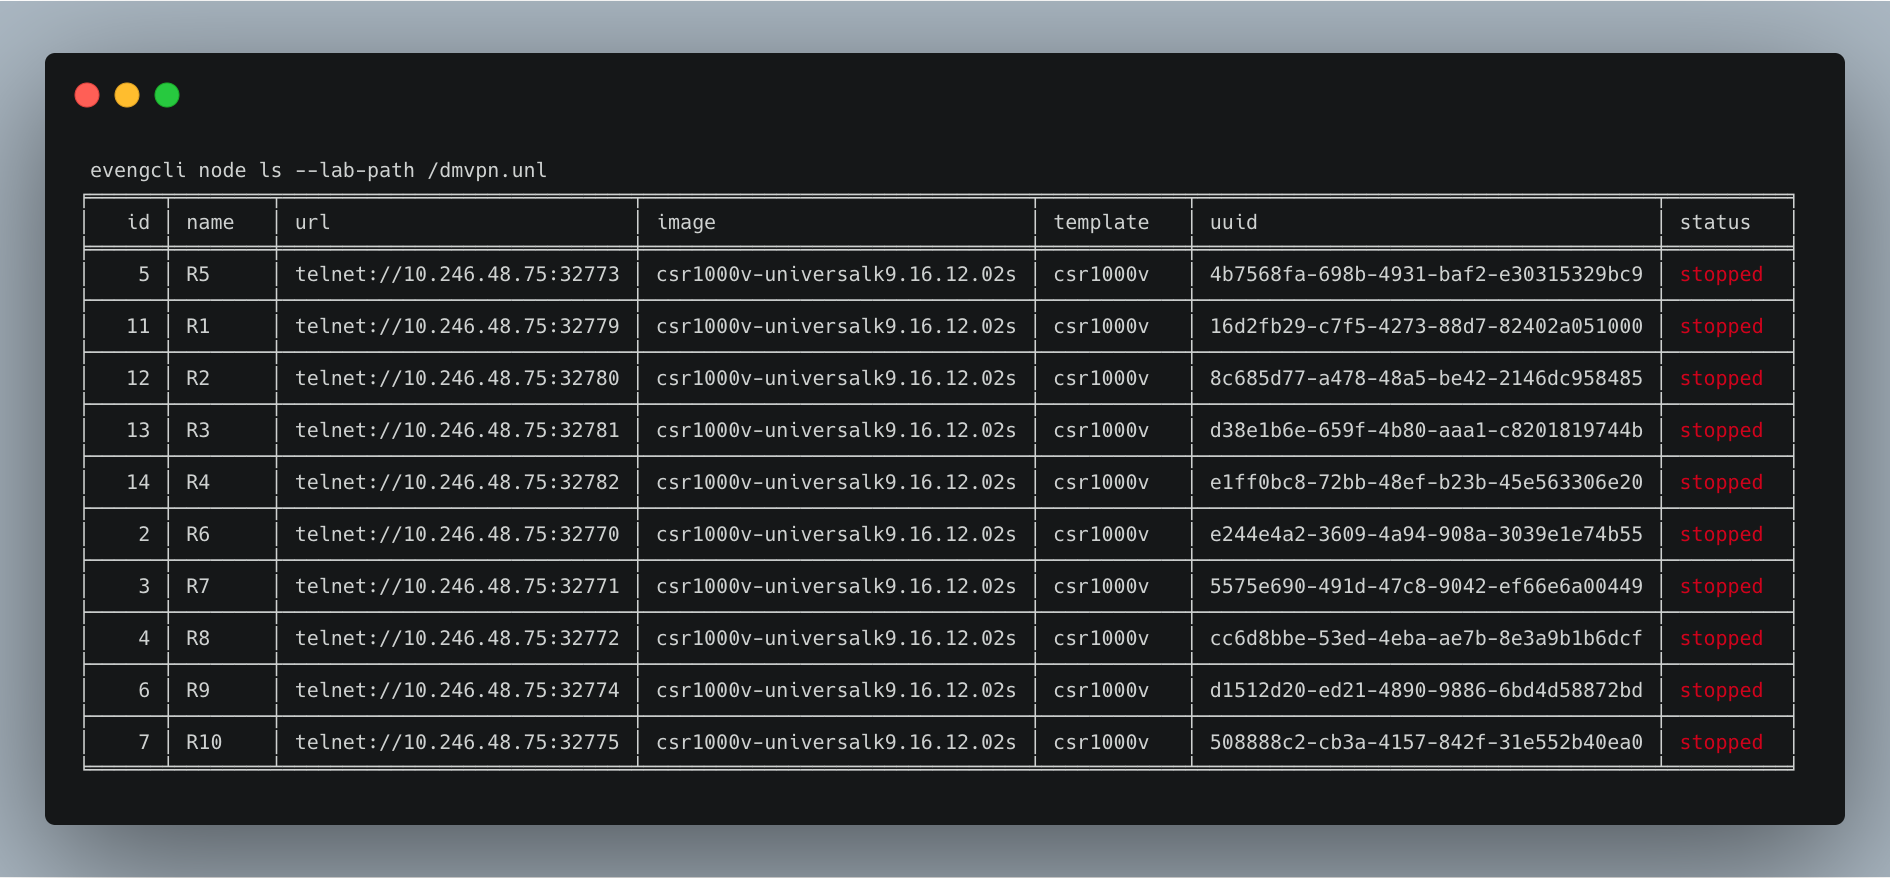 evengcli node ls --lab-path /dmvpn.unl
id name url image template uuid status
5 R5 telnet://10.246.48.75:32773 csr1000v-universalk9.16.12.02s csr1000v 4b7568fa-698b-4931-baf2-e30315329bc9 stopped
11 R1 telnet://10.246.48.75:32779 csr1000v-universalk9.16.12.02s csr1000v 16d2fb29-c7f5-4273-88d7-82402a051000 stopped
12 R2 telnet://10.246.48.75:32780 csr1000v-universalk9.16.12.02s csr1000v 8c685d77-a478-48a5-be42-2146dc958485 stopped
13 R3 telnet://10.246.48.75:32781 csr1000v-universalk9.16.12.02s csr1000v d38e1b6e-659f-4b80-aaa1-c8201819744b stopped
14 R4 telnet://10.246.48.75:32782 csr1000v-universalk9.16.12.02s csr1000v e1ff0bc8-72bb-48ef-b23b-45e563306e20 stopped
2 R6 telnet://10.246.48.75:32770 csr1000v-universalk9.16.12.02s csr1000v e244e4a2-3609-4a94-908a-3039e1e74b55 stopped
3 R7 telnet://10.246.48.75:32771 csr1000v-universalk9.16.12.02s csr1000v 5575e690-491d-47c8-9042-ef66e6a00449 stopped
4 R8 telnet://10.246.48.75:32772 csr1000v-universalk9.16.12.02s csr1000v cc6d8bbe-53ed-4eba-ae7b-8e3a9b1b6dcf stopped
6 R9 telnet://10.246.48.75:32774 csr1000v-universalk9.16.12.02s csr1000v d1512d20-ed21-4890-9886-6bd4d58872bd stopped
7 R10 telnet://10.246.48.75:32775 csr1000v-universalk9.16.12.02s csr1000v 508888c2-cb3a-4157-842f-31e552b40ea0 stopped